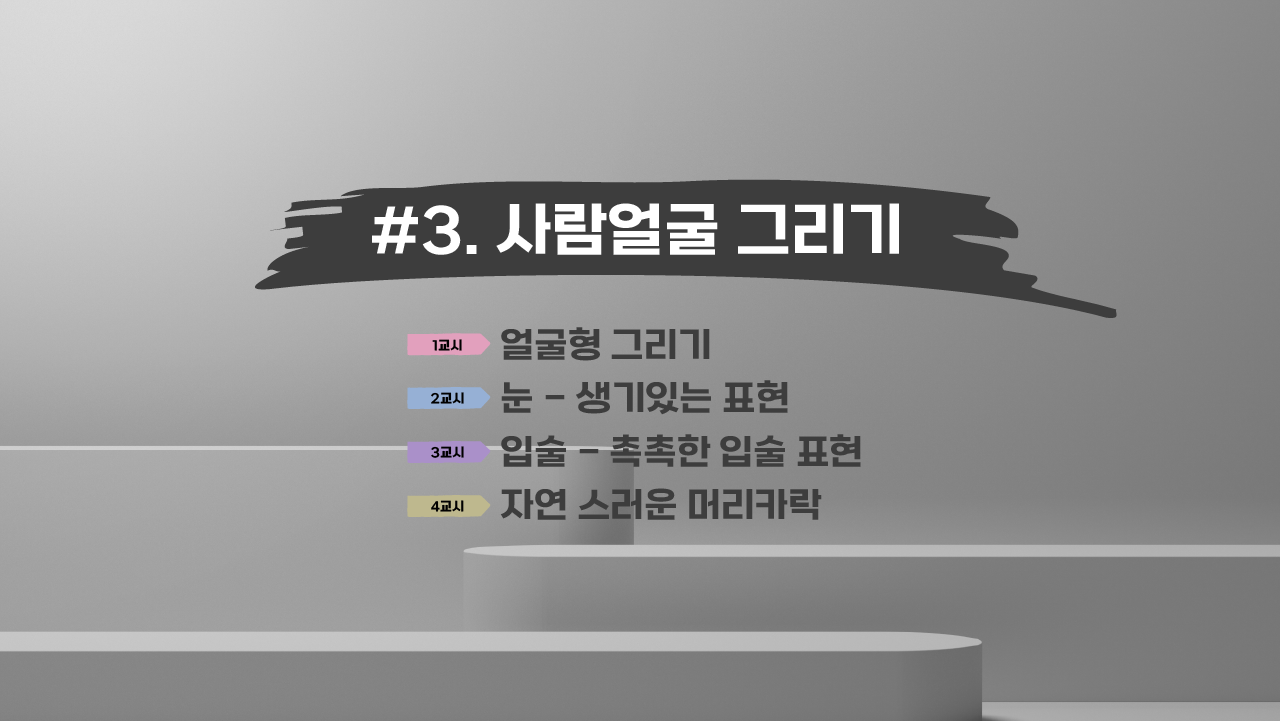 #3. 사람얼굴 그리기
1교시 얼굴형 그리기
2교시 눈 - 생기있는 표현
3교시 입술 - 촉촉한 입술 표현
4교시 자연 스러운 머리카락